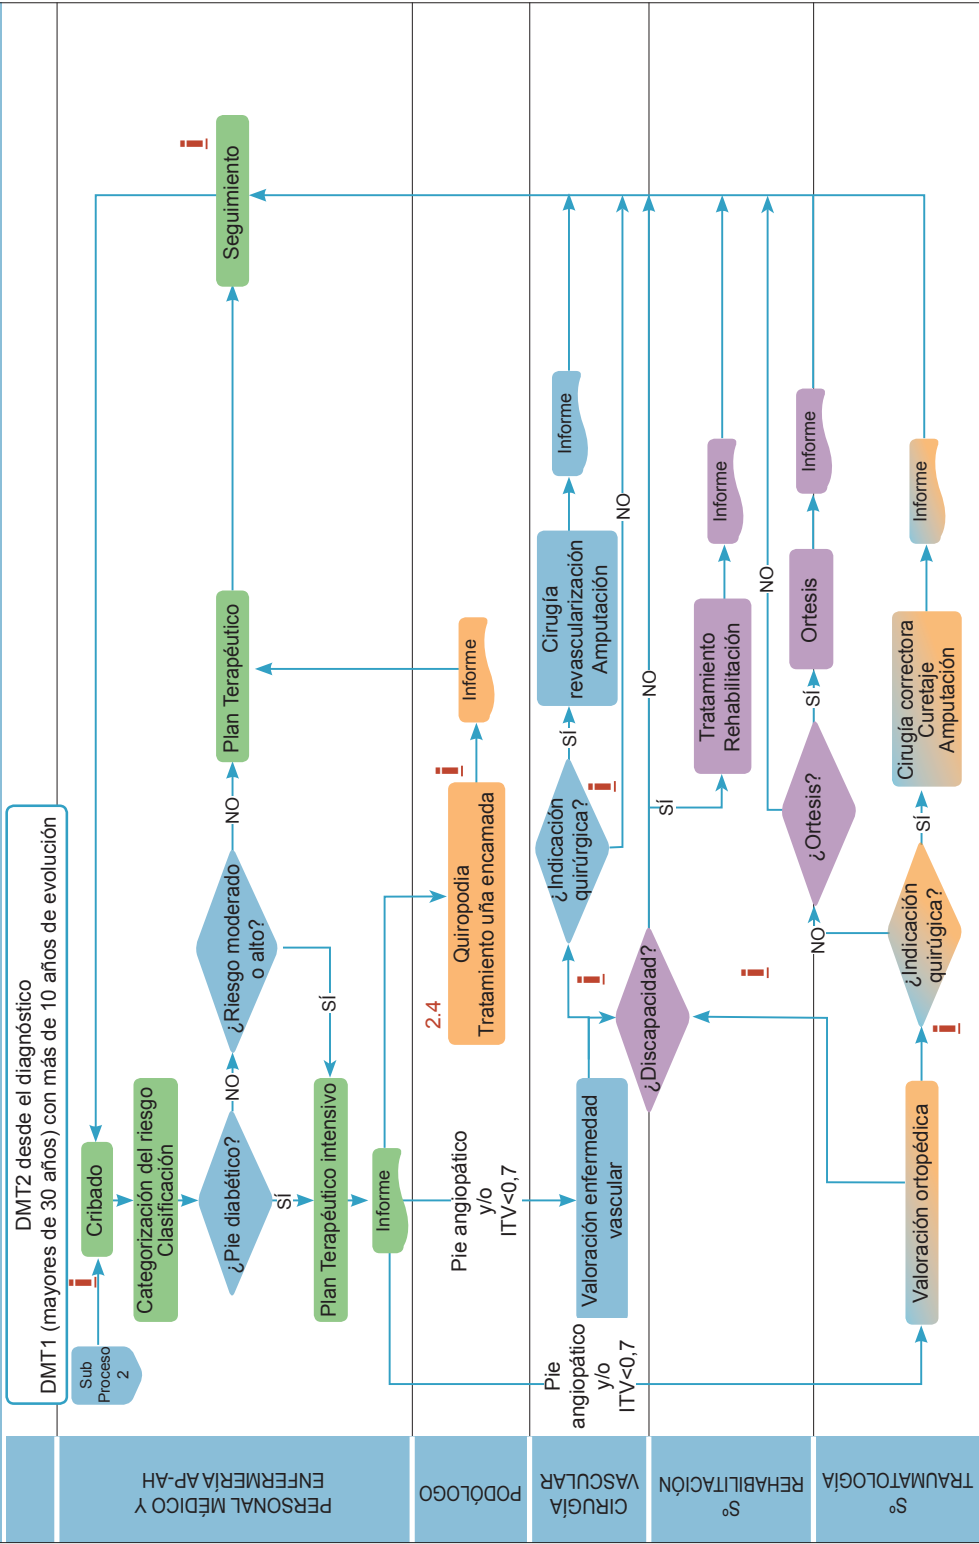 DMT2 desde el diagnóstico
DMT1 (mayores de 30 años) con más de 10 años de evolución
PERSONAL MÉDICO Y
ENFERMERÍA AP-AH
Sub
Proceso
2
Cribado
Categorización del riesgo
Clasificación
¿Pie diabético?
NO
SÍ
¿Riesgo moderado
o alto?
NO
SÍ
Plan Terapéutico
Seguimiento
Plan Terapéutico intensivo
Informe
PODÓLOGO
2.4
Quiropodia
Tratamiento uña encamada
Informe
Pie angiopático
y/o
ITV<0,7
CIRUGÍA
VASCULAR
Pie
angiopático
y/o
ITV<0,7
Valoración enfermedad
vascular
¿Indicación
quirúrgica?
SÍ
NO
Cirugía
revascularización
Amputación
Informe
Sº
REHABILITACIÓN
¿Discapacidad?
NO
SÍ
Tratamiento
Rehabilitación
Informe
¿Ortesis?
NO
SÍ
Ortesis
Informe
Sº
TRAUMATOLOGÍA
Valoración ortopédica
¿Indicación
quirúgica?
NO
SÍ
Cirugía correctora
Curetaje
Amputación
Informe